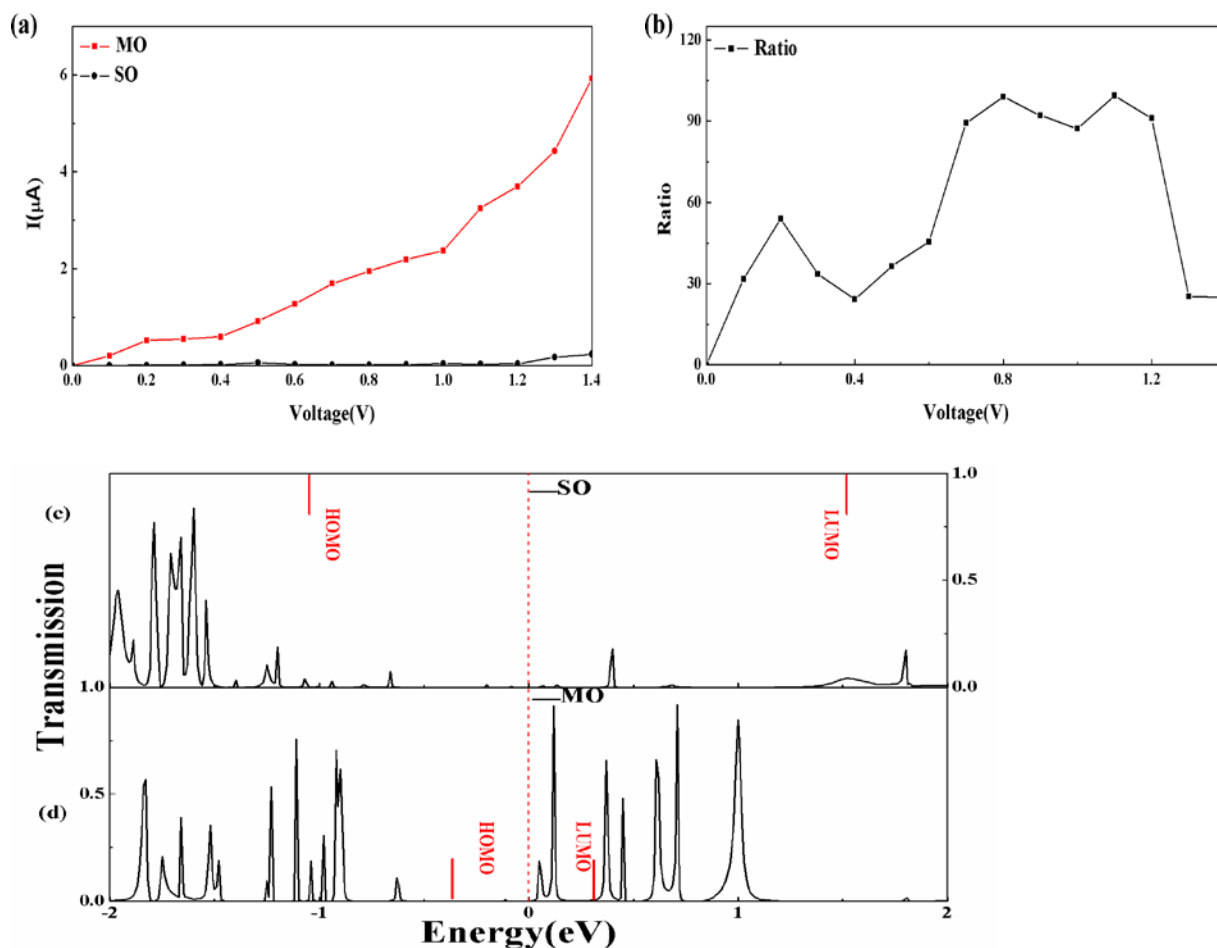 (a)
MO
SO
6
4
2
0
I(μA)
0.0 0.2 0.4 0.6 0.8 1.0 1.2 1.4
Voltage(V)
(b)
Ratio
120
90
60
30
0
Ratio
0.0 0.4 0.8 1.2
Voltage(V)
(c)
SO
HOMO
LUMO
1.0
0.5
0.0
Transmission
1.0
MO
0.5
(d)
HOMO
LUMO
0.0
-2 -1 0 1 2
Energy(eV)